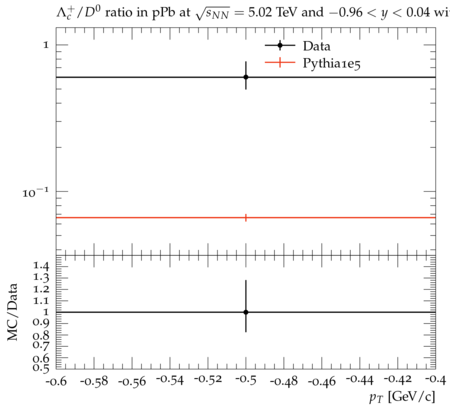 Λc+/D0 ratio in pPb at √sNN = 5.02 TeV and −0.96 < y < 0.04 wi
1
10−1
Data
Pythia1e5
MC/Data
1.4
1.3
1.2
1.1
1
0.9
0.8
0.7
0.6
0.5
-0.6 -0.58 -0.56 -0.54 -0.52 -0.5 -0.48 -0.46 -0.44 -0.42 -0.4
pT [GeV/c]